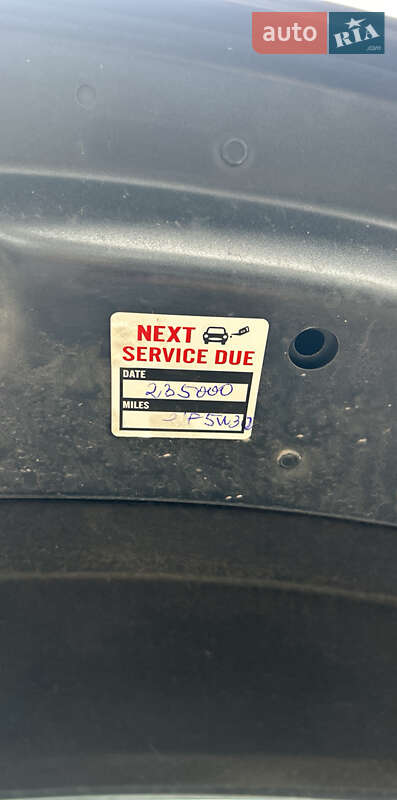 auto RIA
.com
NEXT
SERVICE DUE
DATE
235000
MILES
5W30